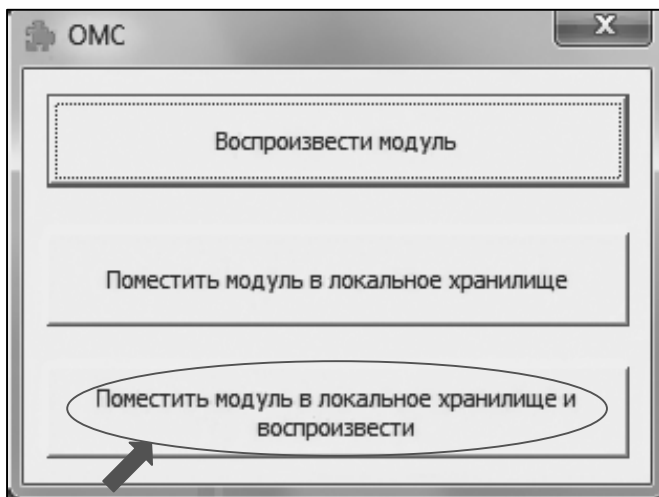 ОМС
Воспроизвести модуль
Поместить модуль в локальное хранилище
Поместить модуль в локальное хранилище и
воспроизвести